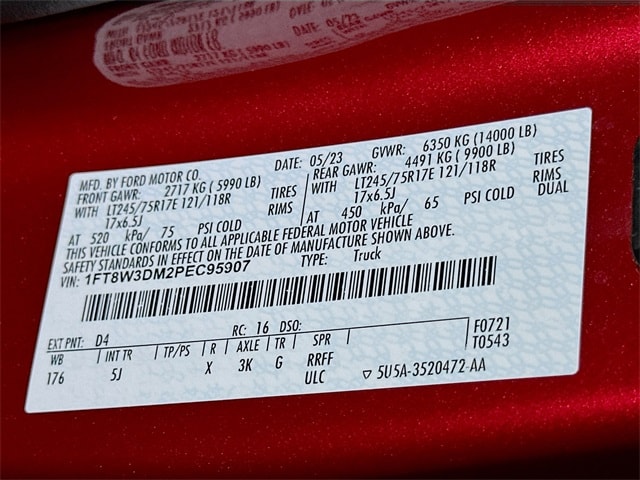 MFD. BY FORD MOTOR CO. DATE: 05/23 GVWR: 6350 KG (14000 LB)
FRONT GAWR: 2717 KG ( 5990 LB) REAR GAWR: 4491 KG ( 9900 LB)
WITH LT245/75R17E 121/118R TIRES WITH LT245/75R17E 121/118R TIRES
17x6.5J RIMS 17x6.5J RIMS
AT 520 kPa/ 75 PSI COLD AT 450 kPa/ 65 PSI COLD DUAL
THIS VEHICLE CONFORMS TO ALL APPLICABLE FEDERAL MOTOR VEHICLE
SAFETY STANDARDS IN EFFECT ON THE DATE OF MANUFACTURE SHOWN ABOVE.
VIN: 1FT8W3DM2PEC95907 TYPE: Truck
EXT PNT: D4 RC: 16 DSO: F0721
WB INT TR TP/PS R AXLE TR SPR T0543
176 5J X 3K G RRFF
ULC ▽ 5U5A-3520472-AA